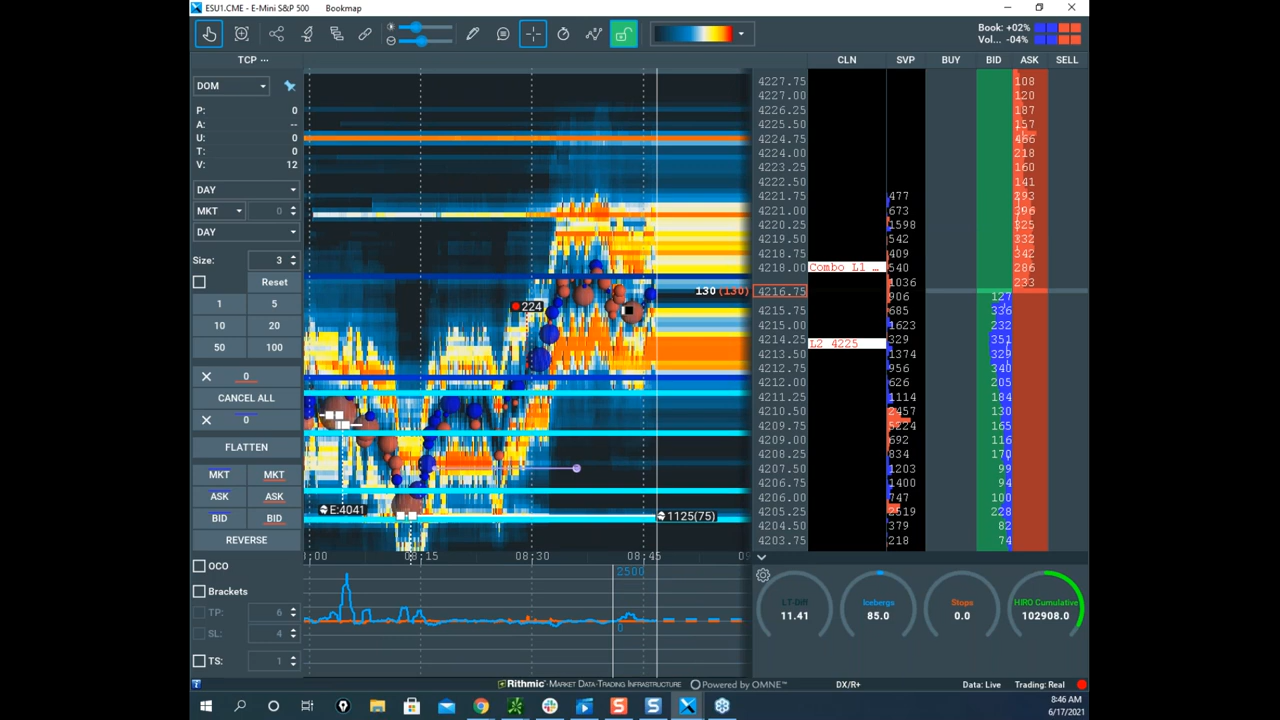 ESU1.CME - E-Mini S&P 500 Bookmap
Book: +02%
Vol... -04%
TCP ...
CLN SVP BUY BID ASK SELL
DOM
P: 0
A: --
U: 0
T: 0
V: 12
DAY
MKT 0
DAY
Size: 3
Reset
1 5
10 20
50 100
0
CANCEL ALL
0
FLATTEN
MKT MKT
ASK ASK
BID BID
REVERSE
OCO
Brackets
TP: 6
SL: 4
TS: 1
224
130 (130)
E:4041
1125(75)
:00 08:15 08:30 08:45
2500
0
4227.75 108
4227.00 120
4226.25 187
4225.50 157
4224.75 466
4224.00 218
4223.25 160
4222.50 141
4221.75 477 293
4221.00 673 396
4220.25 1598 825
4219.50 542 332
4218.75 409 342
4218.00 Combo L1 ... 540 286
1036 233
4216.75 906 127
4215.75 685 336
4215.00 1623 232
4214.25 329 351
L2 4225
4213.50 1374 329
4212.75 956 340
4212.00 626 205
4211.25 1114 184
4210.50 2457 130
4209.75 5224 165
4209.00 692 116
4208.25 834 170
4207.50 1203 99
4206.75 1400 94
4206.00 747 100
4205.25 2519 228
4204.50 379 82
4203.75 218 74
LT-Diff
11.41
Icebergs
85.0
Stops
0.0
HIRO Cumulative
102908.0
Rithmic - MARKET DATA-TRADING INFRASTRUCTURE Powered by OMNE™ DX/R+ Data: Live Trading: Real
8:46 AM
6/17/2021